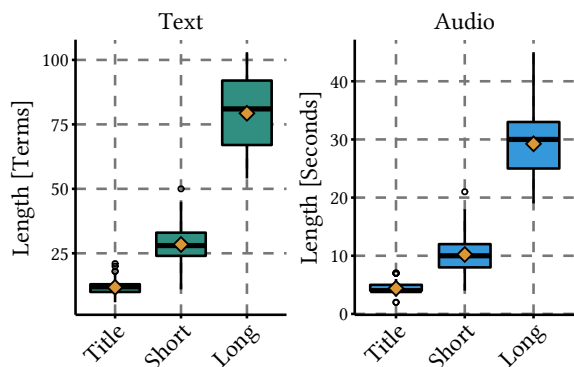 Text
Audio
Length [Terms]
100
75
50
25
Title
Short
Long
Length [Seconds]
40
30
20
10
0
Title
Short
Long